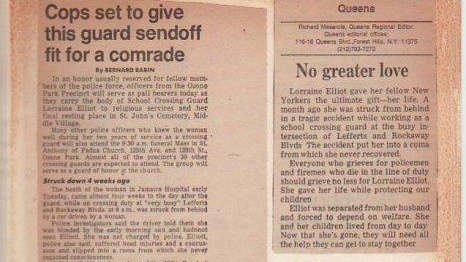 Cops set to give
this guard sendoff
fit for a comrade
By BERNARD RABIN
In an honor usually reserved for fellow mem-
bers of the police force, officers from the Ozone
Park Precinct will serve as pall bearers today as
they carry the body of School Crossing Guard
Lorraine Elliot to religious services and her
final resting place in St. John's Cemetery, Mid-
dle Village.
Many other police officers who knew the woman
well during her two years of service as a crossing
guard will also attend the 9:30 a.m. funeral Mass in St.
Anthony of Padua Church, 135th Ave. and 128th St.,
Ozone Park. Almost all of the precinct's 30 other
crossing guards are expected to attend. The group will
serve as a guard of honor at the church.
Struck down 4 weeks ago
The death of the woman in Jamaica Hospital early
Tuesday, came almost four weeks to the day after the
guard, while on crossing duty at "very busy" Lefferts
and Rockaway Blvds. at 8 a.m., was struck from behind
by a car driven by a woman.
Police investigators said the driver told them she
was blinded by the early morning sun and had not
seen Elliott. She was not charged by police. Elliott,
police also said, suffered head injuries and a concus-
sion and slipped into a coma from which she never
regained consciousness.
Queens
Richard Mosarole, Queens Regional Editor.
Queens editorial offices:
118-16 Queens Blvd., Forest Hills, N.Y. 11375
(212)793-7272
No greater love
Lorraine Elliot gave her fellow New
Yorkers the ultimate gift—her life. A
month ago she was struck from behind
in a tragic accident while working as a
school crossing guard at the busy in-
tersection of Lefferts and Rockaway
Blvds The accident put her into a coma
from which she never recovered.
Everyone who grieves for policemen
and firemen who die in the line of duty
should grieve no less for Lorraine Elliot.
She gave her life while protecting our
children
Elliot was separated from her husband
and forced to depend on welfare. She
and her children lived from day to day
Now that she's gone, they will need all
the help they can get to stay together